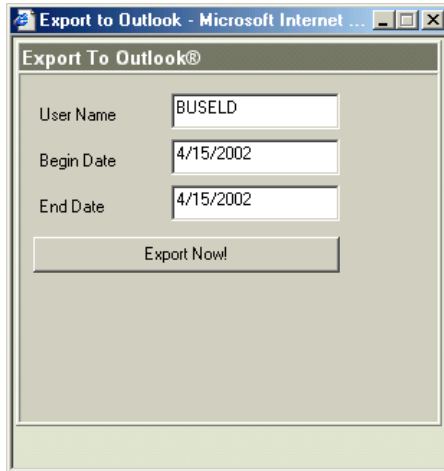 Export to Outlook - Microsoft Internet ...
Export To Outlook®
User Name BUSELD
Begin Date 4/15/2002
End Date 4/15/2002
Export Now!